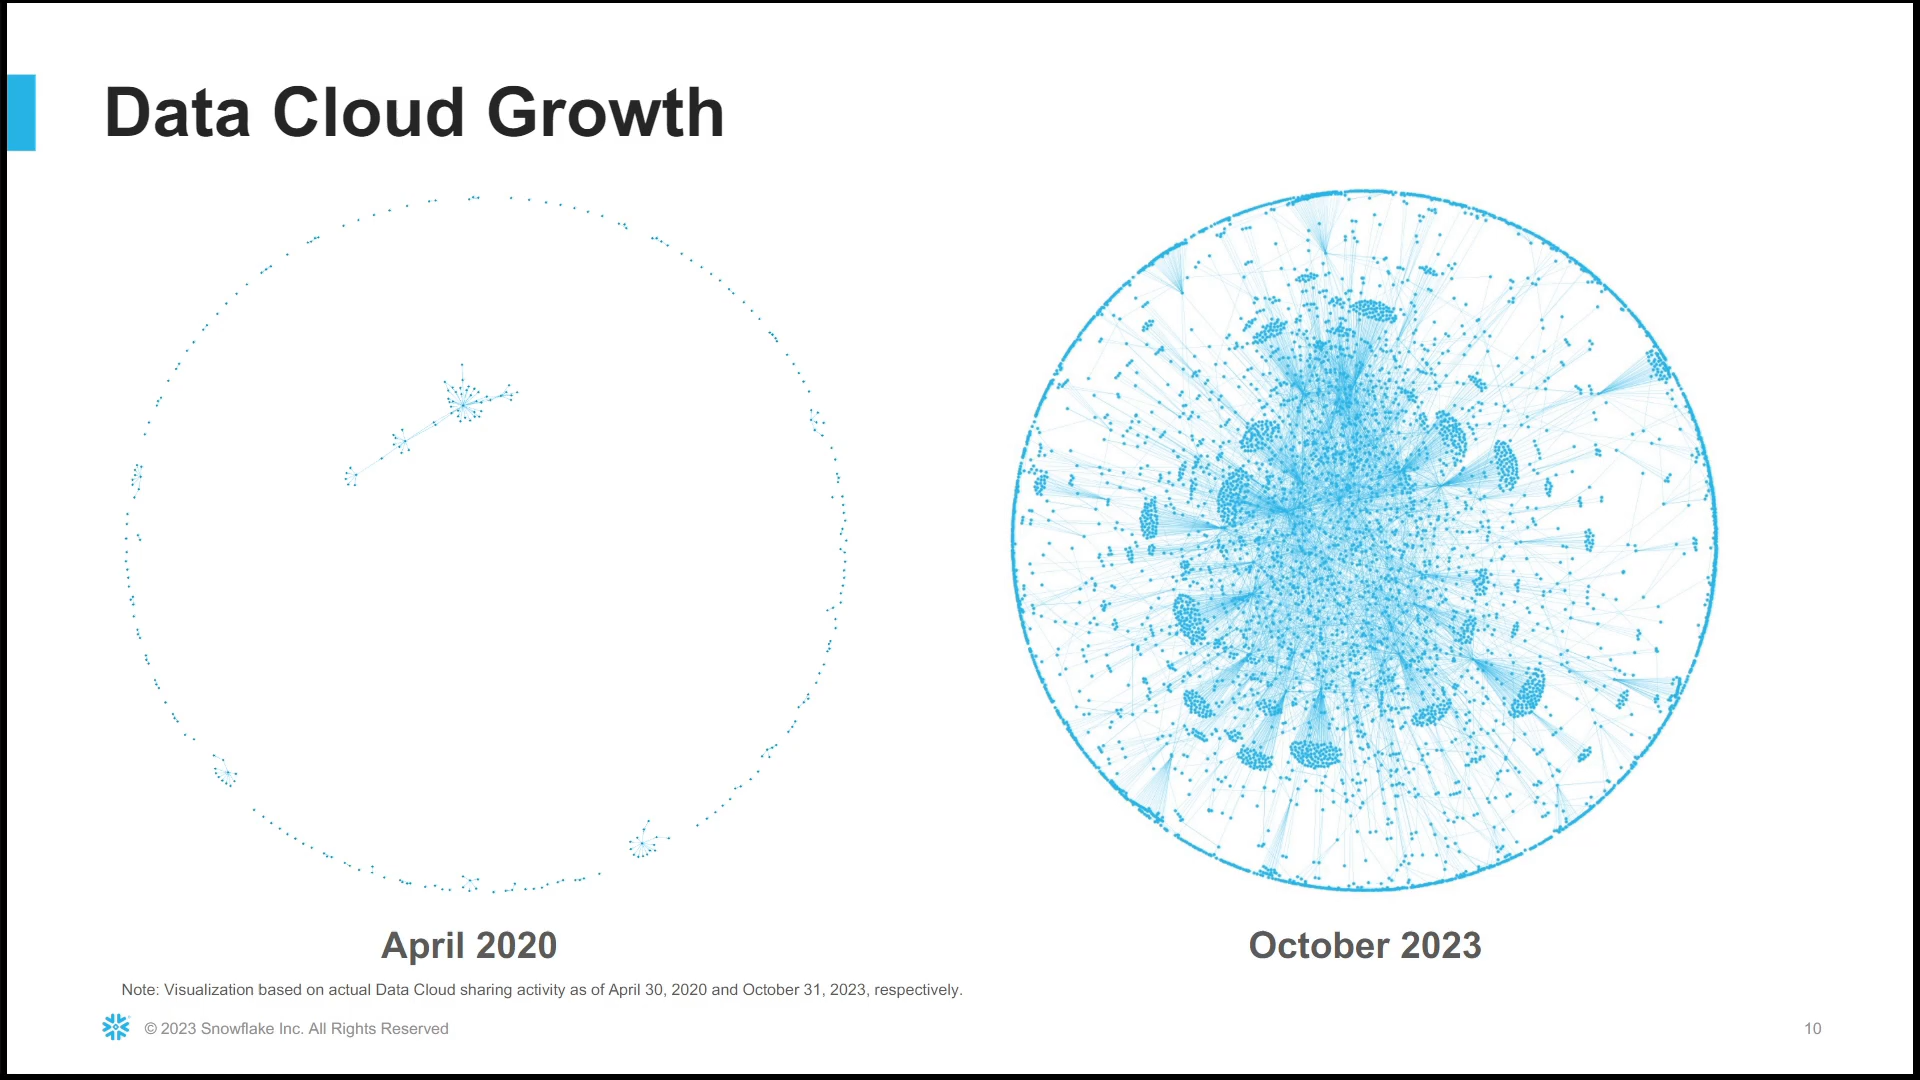 Data Cloud Growth
April 2020
October 2023
Note: Visualization based on actual Data Cloud sharing activity as of April 30, 2020 and October 31, 2023, respectively.
© 2023 Snowflake Inc. All Rights Reserved
10